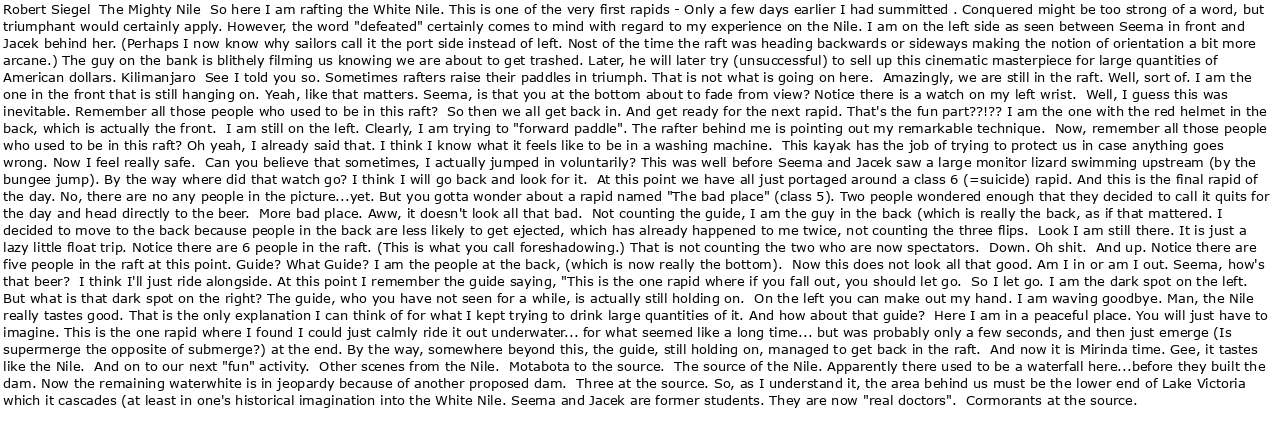 Robert Siegel  The Mighty Nile  So here I am rafting the White Nile. This is one of the very first rapids - Only a few days earlier I had summitted . Conquered might be too strong of a word, but
triumphant would certainly apply. However, the word "defeated" certainly comes to mind with regard to my experience on the Nile. I am on the left side as seen between Seema in front and
Jacek behind her. (Perhaps I now know why sailors call it the port side instead of left. Nost of the time the raft was heading backwards or sideways making the notion of orientation a bit more
arcane.) The guy on the bank is blithely filming us knowing we are about to get trashed. Later, he will later try (unsuccessful) to sell up this cinematic masterpiece for large quantities of
American dollars. Kilimanjaro  See I told you so. Sometimes rafters raise their paddles in triumph. That is not what is going on here.  Amazingly, we are still in the raft. Well, sort of. I am the
one in the front that is still hanging on. Yeah, like that matters. Seema, is that you at the bottom about to fade from view? Notice there is a watch on my left wrist.  Well, I guess this was
inevitable. Remember all those people who used to be in this raft?  So then we all get back in. And get ready for the next rapid. That's the fun part??!?? I am the one with the red helmet in the
back, which is actually the front.  I am still on the left. Clearly, I am trying to "forward paddle". The rafter behind me is pointing out my remarkable technique.  Now, remember all those people
who used to be in this raft? Oh yeah, I already said that. I think I know what it feels like to be in a washing machine.  This kayak has the job of trying to protect us in case anything goes
wrong. Now I feel really safe.  Can you believe that sometimes, I actually jumped in voluntarily? This was well before Seema and Jacek saw a large monitor lizard swimming upstream (by the
bungee jump). By the way where did that watch go? I think I will go back and look for it.  At this point we have all just portaged around a class 6 (=suicide) rapid. And this is the final rapid of
the day. No, there are no any people in the picture...yet. But you gotta wonder about a rapid named "The bad place" (class 5). Two people wondered enough that they decided to call it quits for
the day and head directly to the beer.  More bad place. Aww, it doesn't look all that bad.  Not counting the guide, I am the guy in the back (which is really the back, as if that mattered. I
decided to move to the back because people in the back are less likely to get ejected, which has already happened to me twice, not counting the three flips.  Look I am still there. It is just a
lazy little float trip. Notice there are 6 people in the raft. (This is what you call foreshadowing.) That is not counting the two who are now spectators.  Down. Oh shit.  And up. Notice there are
five people in the raft at this point. Guide? What Guide? I am the people at the back, (which is now really the bottom).  Now this does not look all that good. Am I in or am I out. Seema, how's
that beer?  I think I'll just ride alongside. At this point I remember the guide saying, "This is the one rapid where if you fall out, you should let go.  So I let go. I am the dark spot on the left.
But what is that dark spot on the right? The guide, who you have not seen for a while, is actually still holding on.  On the left you can make out my hand. I am waving goodbye. Man, the Nile
really tastes good. That is the only explanation I can think of for what I kept trying to drink large quantities of it. And how about that guide?  Here I am in a peaceful place. You will just have to
imagine. This is the one rapid where I found I could just calmly ride it out underwater... for what seemed like a long time... but was probably only a few seconds, and then just emerge (Is
supermerge the opposite of submerge?) at the end. By the way, somewhere beyond this, the guide, still holding on, managed to get back in the raft.  And now it is Mirinda time. Gee, it tastes
like the Nile.  And on to our next "fun" activity.  Other scenes from the Nile.  Motabota to the source.  The source of the Nile. Apparently there used to be a waterfall here...before they built the
dam. Now the remaining waterwhite is in jeopardy because of another proposed dam.  Three at the source. So, as I understand it, the area behind us must be the lower end of Lake Victoria
which it cascades (at least in one's historical imagination into the White Nile. Seema and Jacek are former students. They are now "real doctors".  Cormorants at the source.